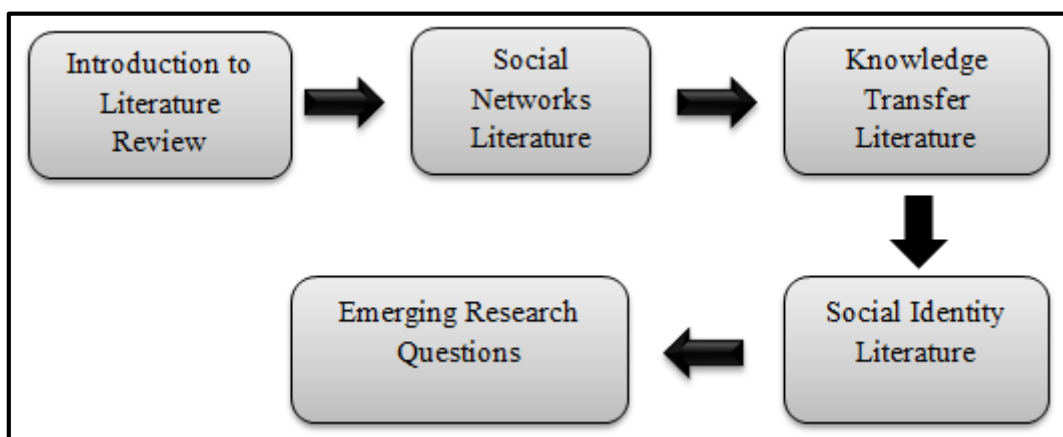 Introduction to
Literature
Review
Social
Networks
Literature
Knowledge
Transfer
Literature
Social Identity
Literature
Emerging Research
Questions